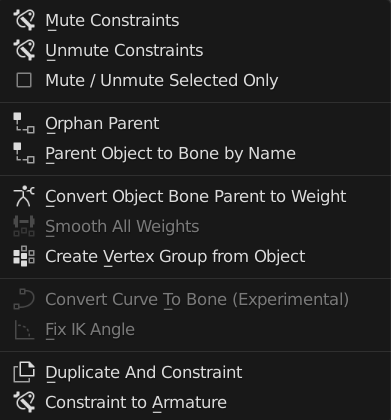 Mute Constraints
Unmute Constraints
Mute / Unmute Selected Only
Orphan Parent
Parent Object to Bone by Name
Convert Object Bone Parent to Weight
Smooth All Weights
Create Vertex Group from Object
Convert Curve To Bone (Experimental)
Fix IK Angle
Duplicate And Constraint
Constraint to Armature